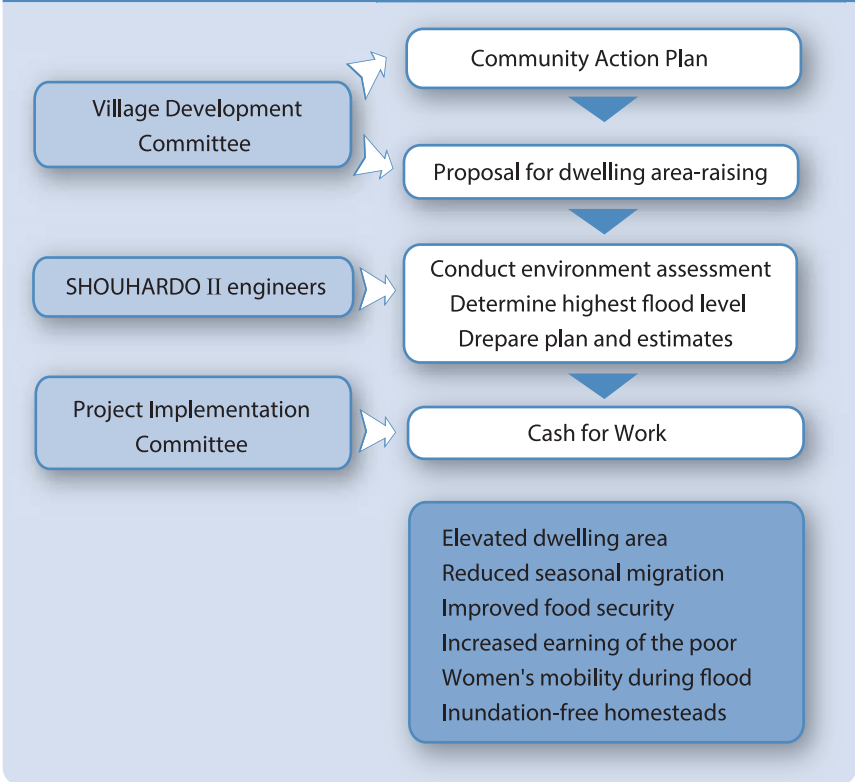 Community Action Plan
Village Development
Committee
Proposal for dwelling area-raising
SHOUHARDO II engineers
Conduct environment assessment
Determine highest flood level
Drepare plan and estimates
Project Implementation
Committee
Cash for Work
Elevated dwelling area
Reduced seasonal migration
Improved food security
Increased earning of the poor
Women's mobility during flood
Inundation-free homesteads